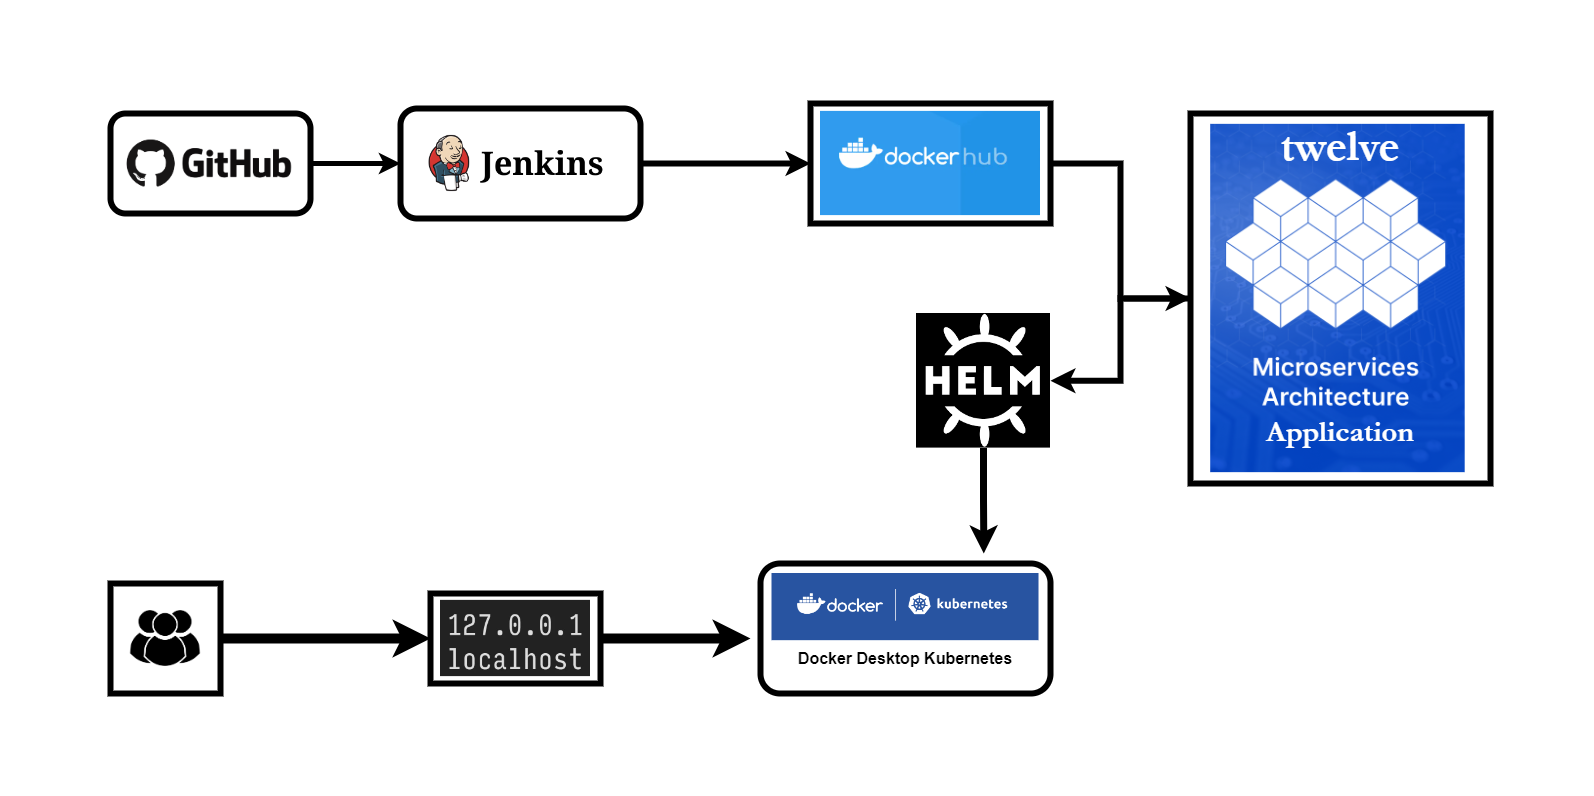 GitHub
Jenkins
docker hub
twelve
Microservices
Architecture
Application
HELM
127.0.0.1
localhost
docker
kubernetes
Docker Desktop Kubernetes